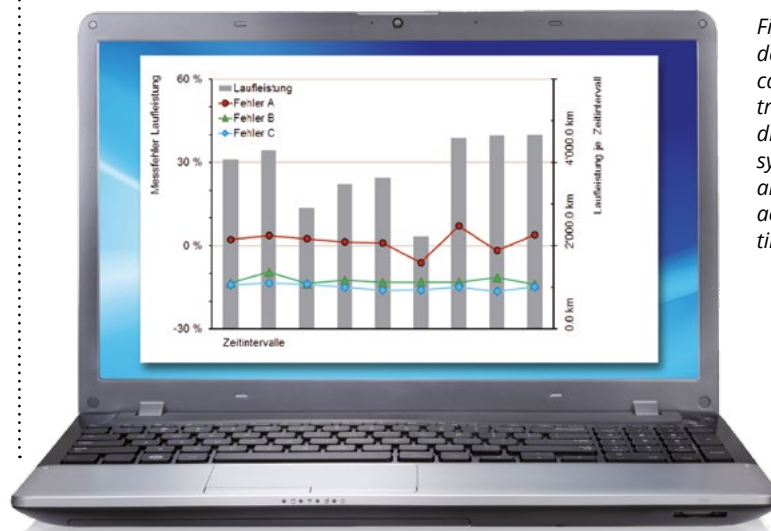 60 %
30 %
0 %
-30 %
Messfehler Laufleistung
Laufleistung
Fehler A
Fehler B
Fehler C
Zeitintervalle
4'000.0 km
2'000.0 km
0.0 km
Laufleistung je Zeitintervall